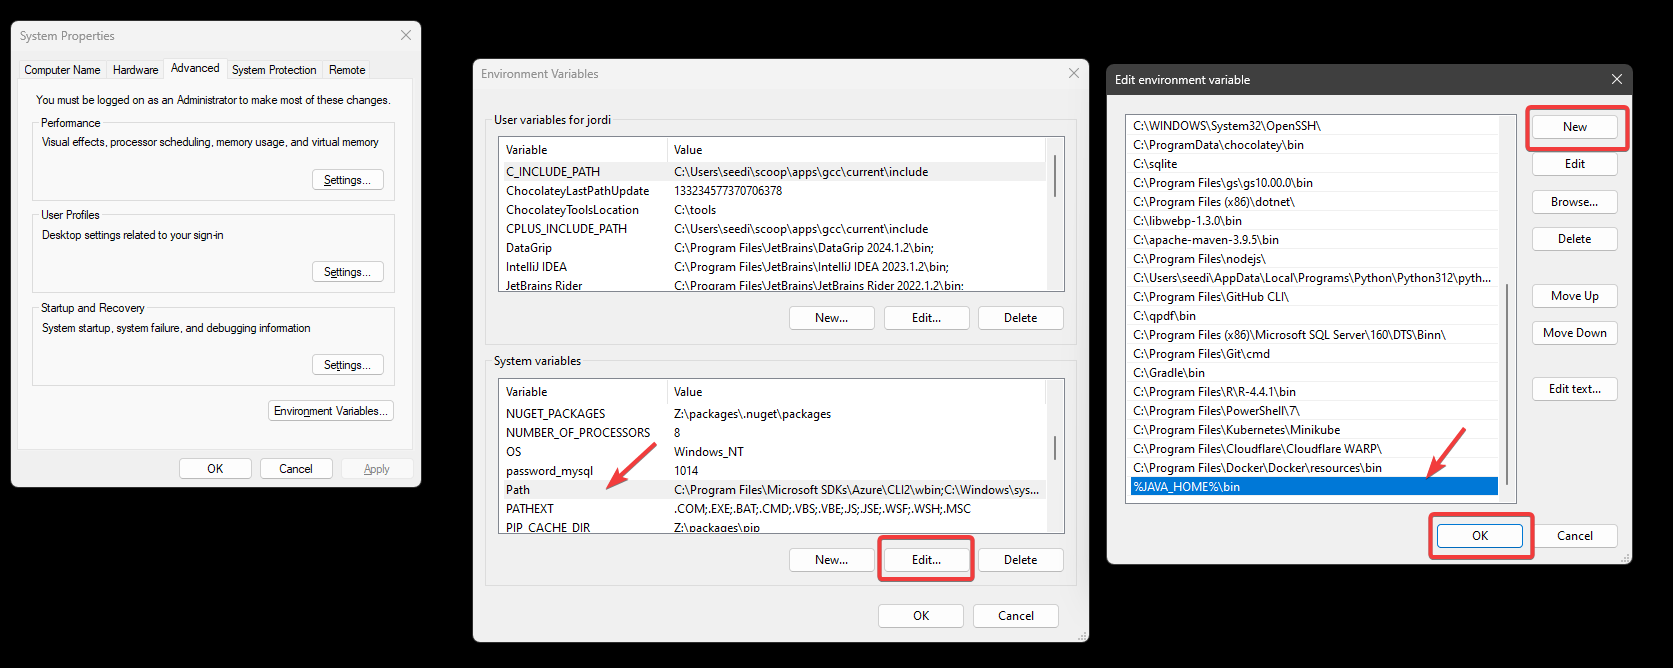 System Properties
Computer Name Hardware Advanced System Protection Remote
You must be logged on as an Administrator to make most of these changes.
Performance
Visual effects, processor scheduling, memory usage, and virtual memory
Settings...
User Profiles
Desktop settings related to your sign-in
Settings...
Startup and Recovery
System startup, system failure, and debugging information
Settings...
Environment Variables...
OK Cancel Apply
Environment Variables
User variables for jordi
Variable Value
C_INCLUDE_PATH C:\Users\seedi\scoop\apps\gcc\current\include
ChocolateyLastPathUpdate 133234577370706378
ChocolateyToolsLocation C:\tools
CPLUS_INCLUDE_PATH C:\Users\seedi\scoop\apps\gcc\current\include
DataGrip C:\Program Files\JetBrains\DataGrip 2024.1.2\bin;
IntelliJ IDEA C:\Program Files\JetBrains\IntelliJ IDEA 2023.1.2\bin;
JetBrains Rider C:\Program Files\JetBrains\JetBrains Rider 2022.1.2\bin;
New... Edit... Delete
System variables
Variable Value
NUGET_PACKAGES Z:\packages\.nuget\packages
NUMBER_OF_PROCESSORS 8
OS Windows_NT
password_mysql 1014
Path C:\Program Files\Microsoft SDKs\Azure\CLI2\wbin;C:\Windows\sys...
PATHEXT .COM;.EXE;.BAT;.CMD;.VBS;.VBE;.JS;.JSE;.WSF;.WSH;.MSC
PIP_CACHE_DIR Z:\packages\pip
New... Edit... Delete
OK Cancel
Edit environment variable
C:\WINDOWS\System32\OpenSSH\
C:\ProgramData\chocolatey\bin
C:\sqlite
C:\Program Files\gs\gs10.00.0\bin
C:\Program Files (x86)\dotnet\
C:\libwebp-1.3.0\bin
C:\apache-maven-3.9.5\bin
C:\Program Files\nodejs\
C:\Users\seedi\AppData\Local\Programs\Python\Python312\pyth...
C:\Program Files\GitHub CLI\
C:\qpdf\bin
C:\Program Files (x86)\Microsoft SQL Server\160\DTS\Binn\
C:\Program Files\Git\cmd
C:\Gradle\bin
C:\Program Files\R\R-4.4.1\bin
C:\Program Files\PowerShell\7\
C:\Program Files\Kubernetes\Minikube
C:\Program Files\Cloudflare\Cloudflare WARP\
C:\Program Files\Docker\Docker\resources\bin
%JAVA_HOME%\bin
New
Edit
Browse...
Delete
Move Up
Move Down
Edit text...
OK Cancel